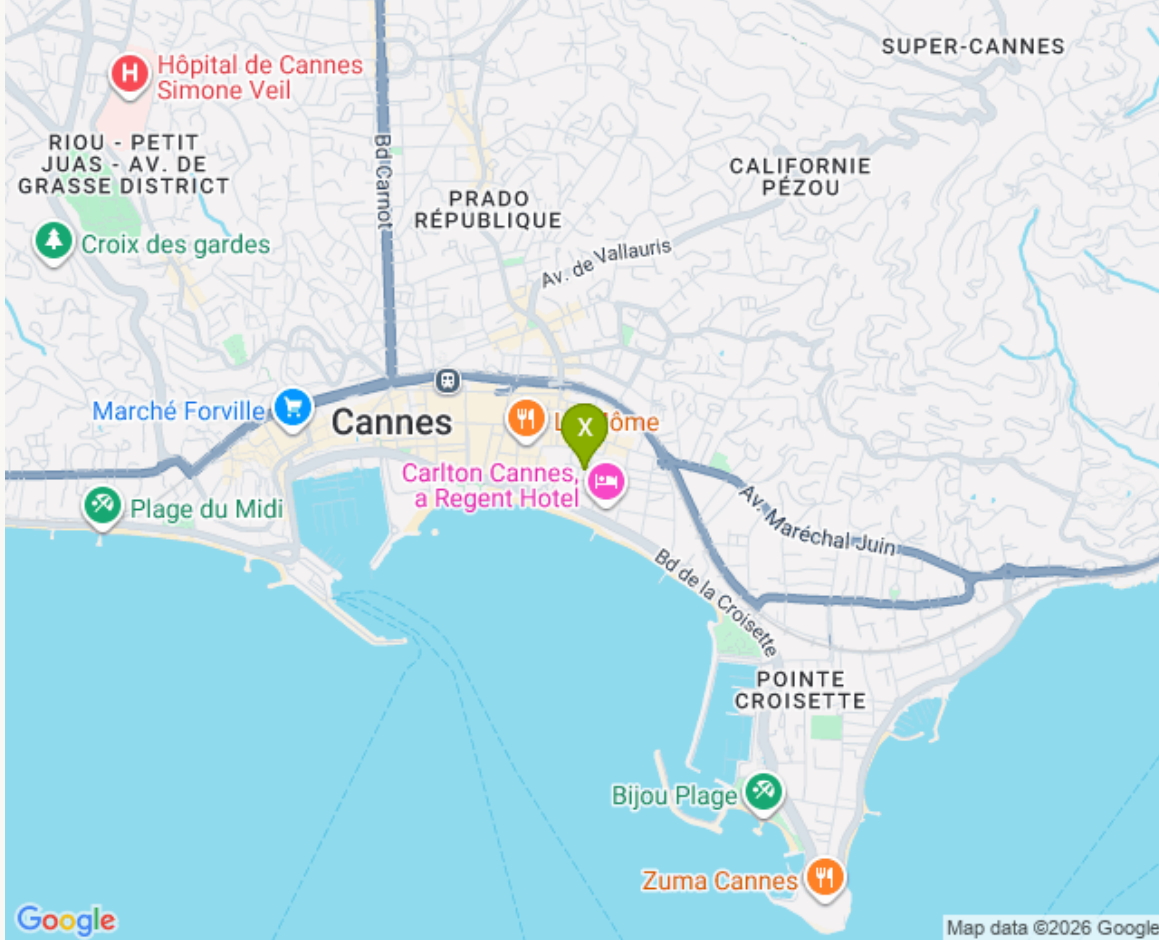 SUPER-CANNES
Hôpital de Cannes
Simone Veil
RIOU - PETIT
JUAS - AV. DE
GRASSE DISTRICT
Bd Carnot
CALIFORNIE
PÉZOU
PRADO
RÉPUBLIQUE
Croix des gardes
Av. de Vallauris
Marché Forville
Cannes
X
Carlton Cannes,
a Regent Hotel
Plage du Midi
Av. Maréchal Juin
Bd de la Croisette
POINTE
CROISETTE
Bijou Plage
Zuma Cannes
Google
Map data ©2026 Google
H